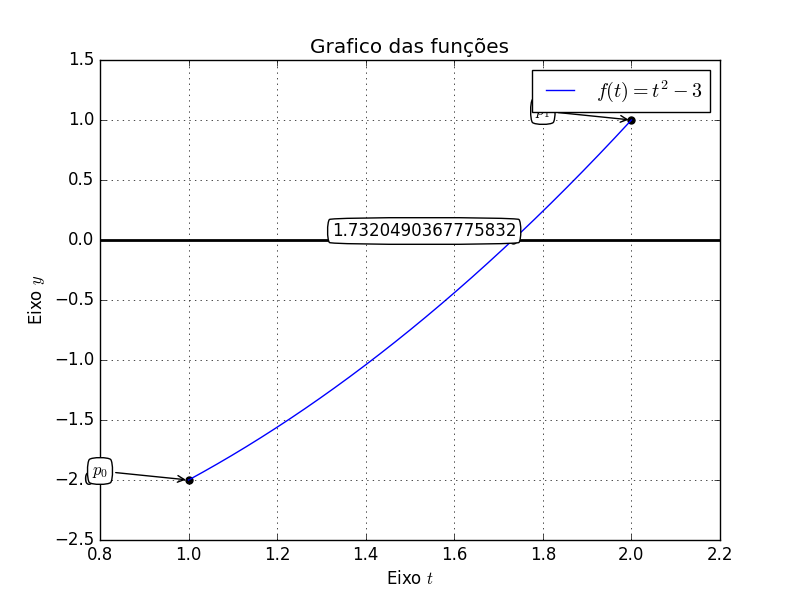 Grafico das funções
1.5
f(t) = t² − 3
p₁
1.0
0.5
1.7320490367775832
0.0
Eixo y
−0.5
−1.0
−1.5
p₀
−2.0
−2.5
0.8 1.0 1.2 1.4 1.6 1.8 2.0 2.2
Eixo t